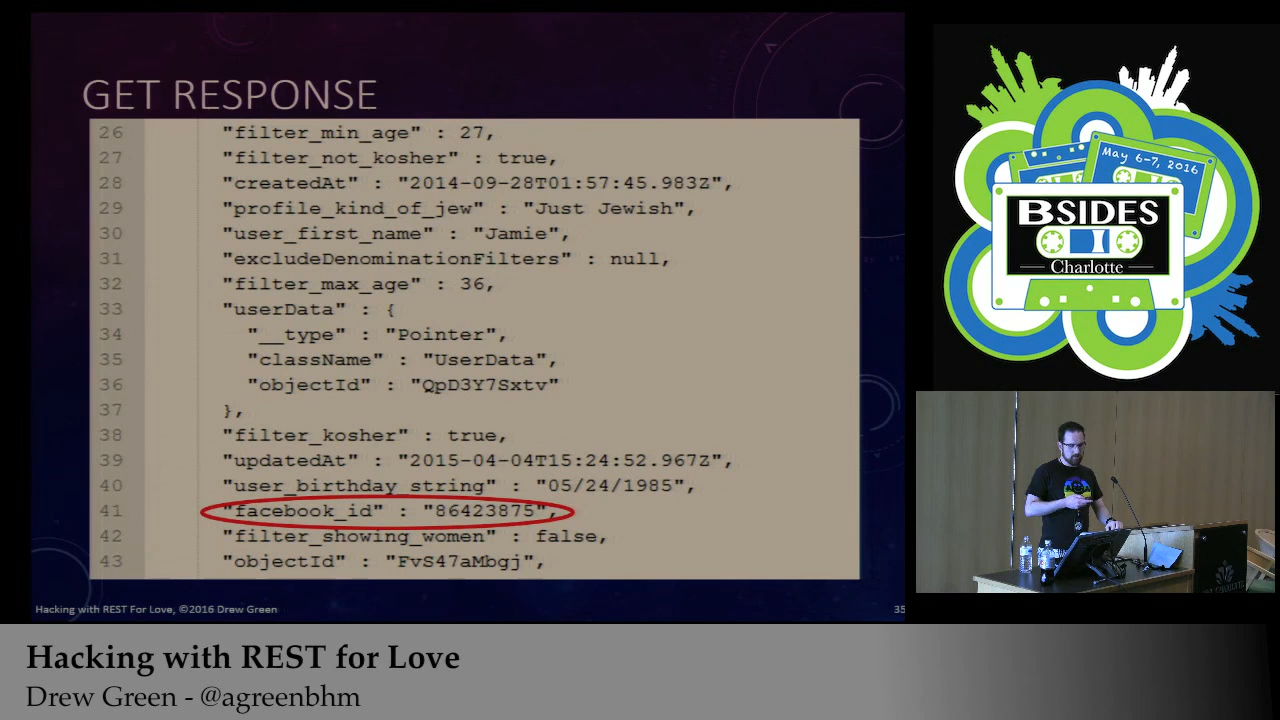 GET RESPONSE
26 "filter_min_age" : 27,
27 "filter_not_kosher" : true,
28 "createdAt" : "2014-09-28T01:57:45.983Z",
29 "profile_kind_of_jew" : "Just Jewish",
30 "user_first_name" : "Jamie",
31 "excludeDenominationFilters" : null,
32 "filter_max_age" : 36,
33 "userData" : {
34 "__type" : "Pointer",
35 "className" : "UserData",
36 "objectId" : "QpD3Y7Sxtv"
37 },
38 "filter_kosher" : true,
39 "updatedAt" : "2015-04-04T15:24:52.967Z",
40 "user_birthday_string" : "05/24/1985",
41 "facebook_id" : "86423875",
42 "filter_showing_women" : false,
43 "objectId" : "FvS47aMbgj",
Hacking with REST For Love, ©2016 Drew Green
35
May 6-7, 2016
BSIDES
Charlotte
Hacking with REST for Love
Drew Green - @agreenbhm